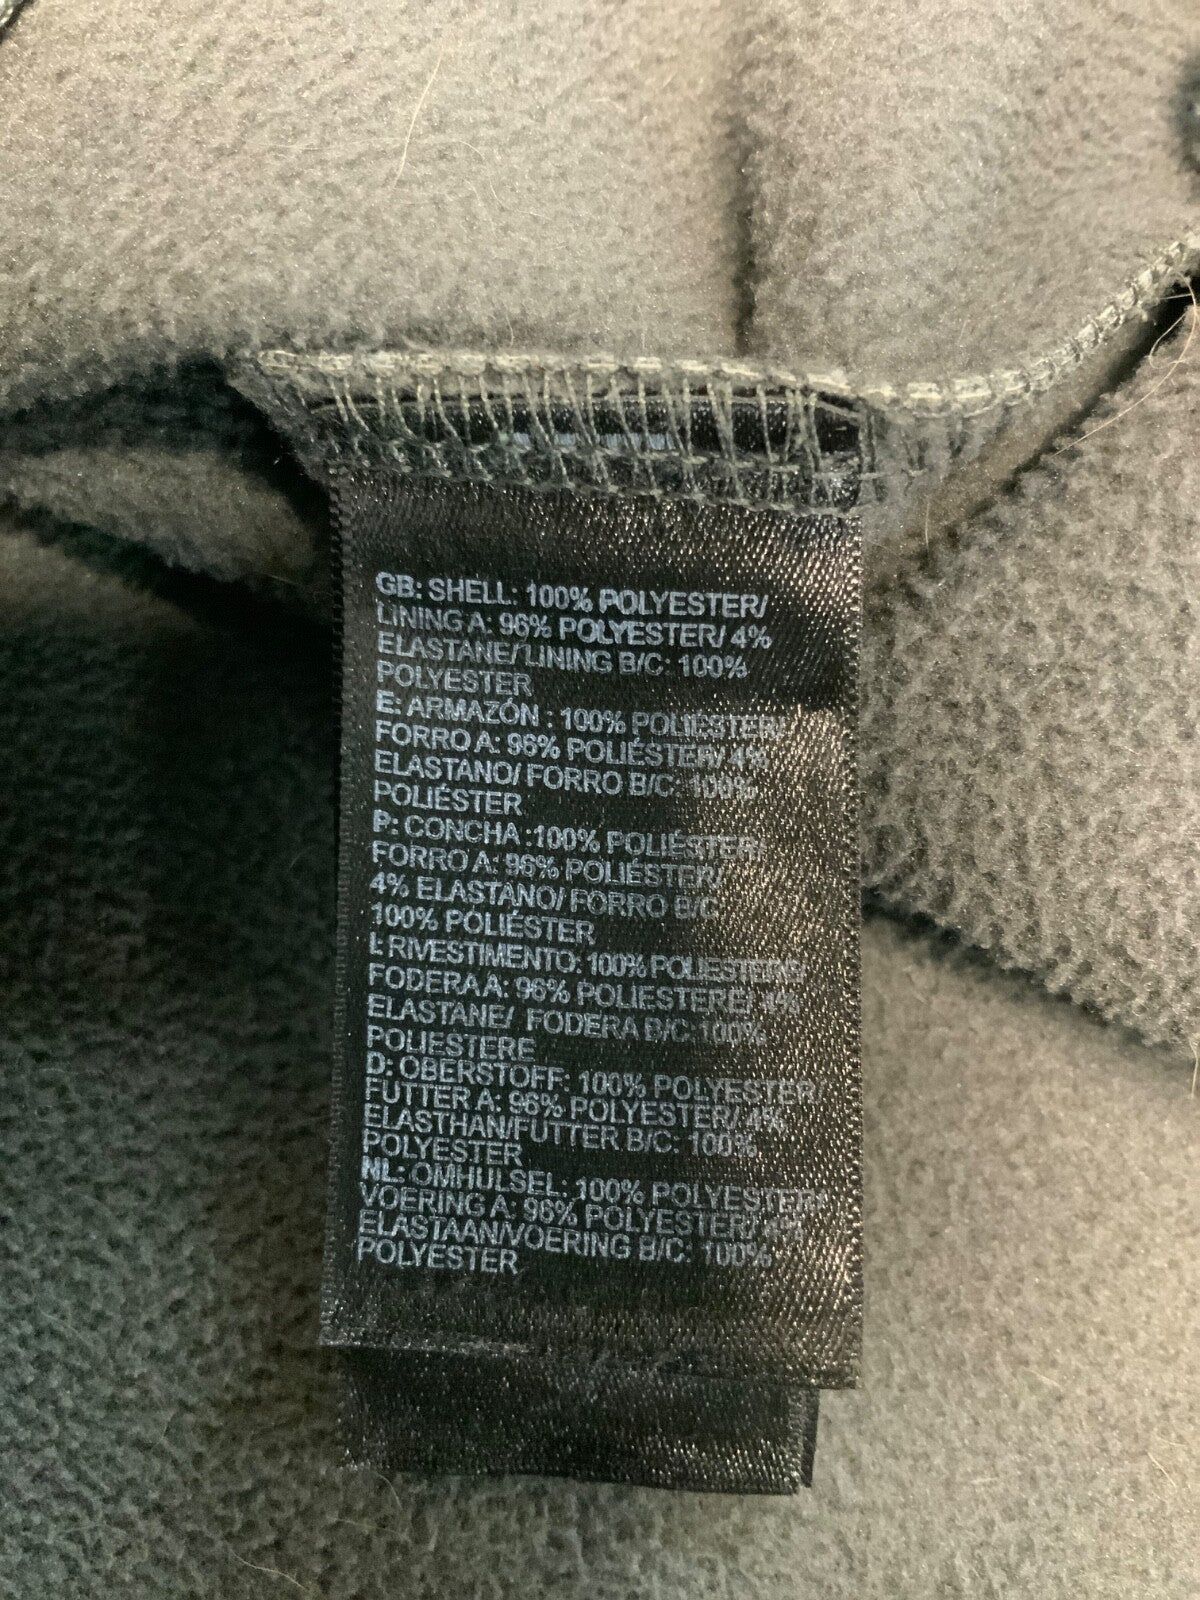 GB: SHELL: 100% POLYESTER/
LINING A: 96% POLYESTER/ 4%
ELASTANE/ LINING B/C: 100%
POLYESTER
E: ARMAZÓN : 100% POLIÉSTER/
FORRO A: 96% POLIÉSTER/ 4%
ELASTANO/ FORRO B/C: 100%
POLIÉSTER
P: CONCHA :100% POLIÉSTER/
FORRO A: 96% POLIÉSTER/
4% ELASTANO/ FORRO B/C
100% POLIÉSTER
I: RIVESTIMENTO: 100% POLIESTERE/
FODERA A: 96% POLIESTERE/ 4%
ELASTANE/ FODERA B/C: 100%
POLIESTERE
D: OBERSTOFF: 100% POLYESTER/
FUTTER A: 96% POLYESTER/ 4%
ELASTHAN/FUTTER B/C: 100%
POLYESTER
NL: OMHULSEL: 100% POLYESTER/
VOERING A: 96% POLYESTER/ 4%
ELASTAAN/VOERING B/C: 100%
POLYESTER